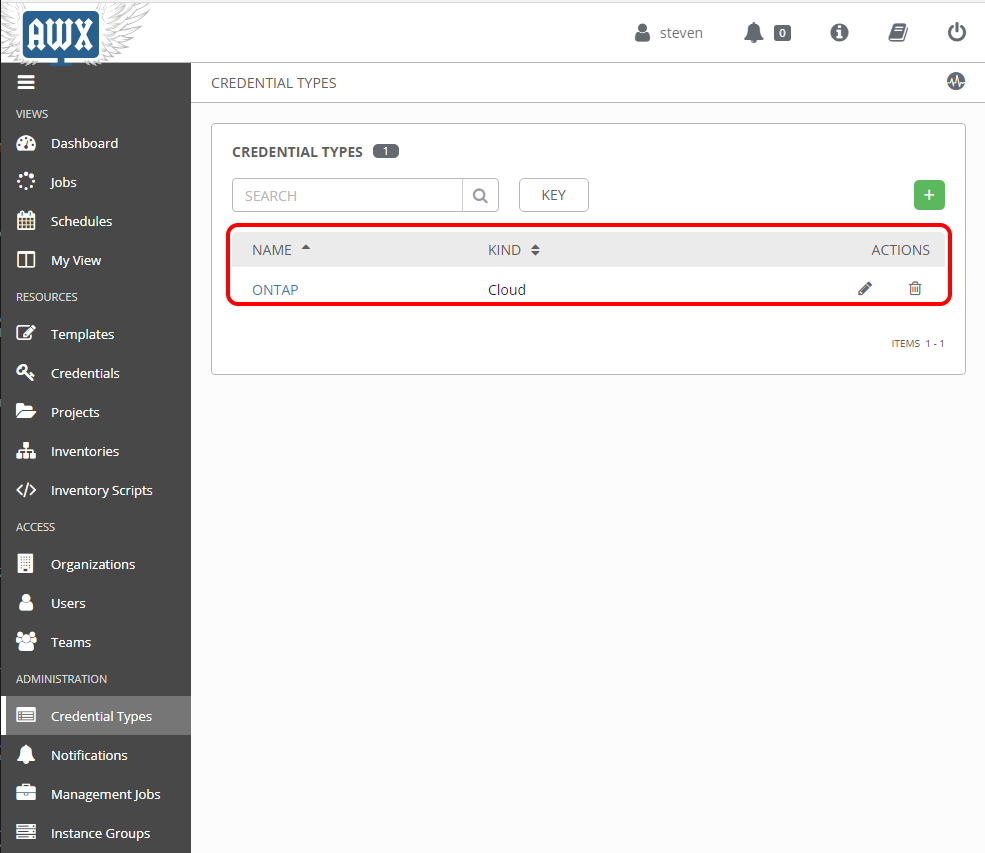 AWX
steven
0
CREDENTIAL TYPES
VIEWS
Dashboard
Jobs
Schedules
My View
RESOURCES
Templates
Credentials
Projects
Inventories
Inventory Scripts
ACCESS
Organizations
Users
Teams
ADMINISTRATION
Credential Types
Notifications
Management Jobs
Instance Groups
CREDENTIAL TYPES 1
SEARCH KEY +
NAME KIND ACTIONS
ONTAP Cloud
ITEMS 1 - 1